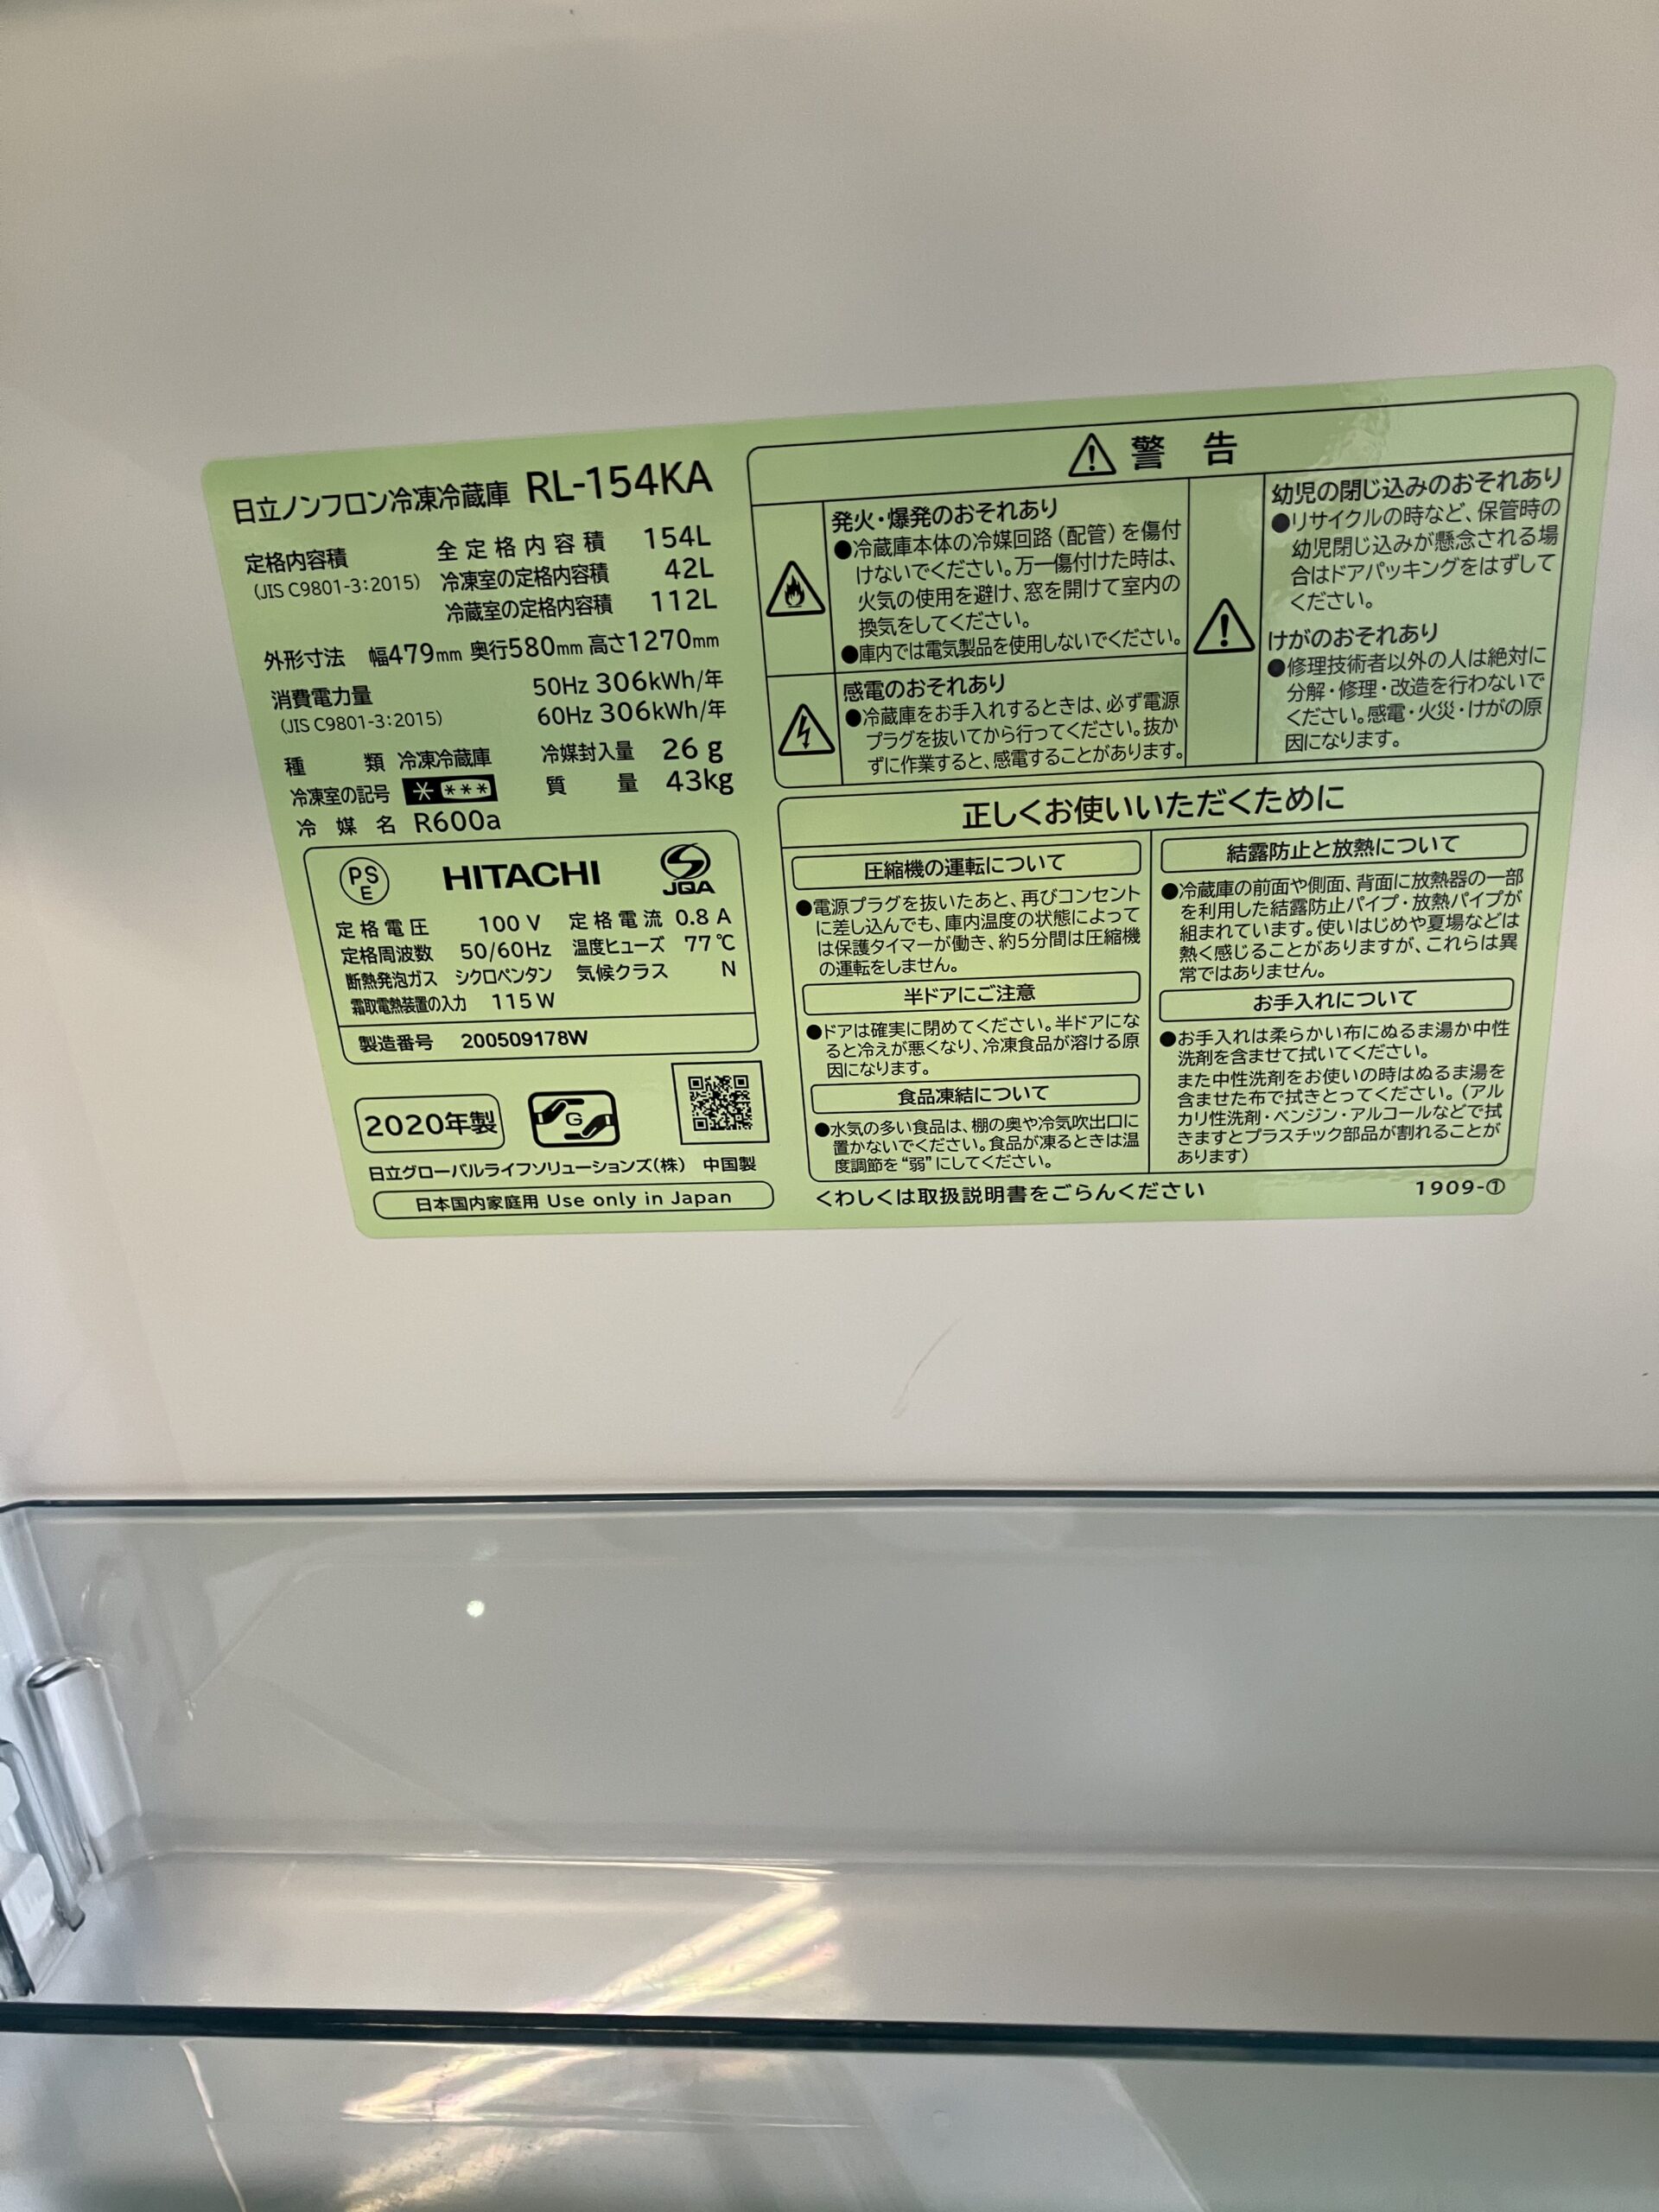 日立ノンフロン冷凍冷蔵庫 RL-154KA
定格内容積 全定格内容積 154L
(JIS C9801-3:2015) 冷凍室の定格内容積 42L
冷蔵室の定格内容積 112L
外形寸法 幅479mm 奥行580mm 高さ1270mm
消費電力量 50Hz 306kWh/年
(JIS C9801-3:2015) 60Hz 306kWh/年
種類 冷凍冷蔵庫 冷媒封入量 26g
冷凍室の記号 * *** 質量 43kg
冷媒名 R600a
PSE HITACHI JQA
定格電圧 100V 定格電流 0.8A
定格周波数 50/60Hz 温度ヒューズ 77℃
断熱発泡ガス シクロペンタン 気候クラス N
霜取電熱装置の入力 115W
製造番号 200509178W
2020年製 G
日立グローバルライフソリューションズ(株) 中国製
日本国内家庭用 Use only in Japan
⚠警告
発火・爆発のおそれあり
●冷蔵庫本体の冷媒回路(配管)を傷付
けないでください。万一傷付けた時は、
火気の使用を避け、窓を開けて室内の
換気をしてください。
●庫内では電気製品を使用しないでください。
感電のおそれあり
●冷蔵庫をお手入れするときは、必ず電源
プラグを抜いてから行ってください。抜か
ずに作業すると、感電することがあります。
幼児の閉じ込みのおそれあり
●リサイクルの時など、保管時の
幼児閉じ込みが懸念される場
合はドアパッキングをはずして
ください。
けがのおそれあり
●修理技術者以外の人は絶対に
分解・修理・改造を行わないで
ください。感電・火災・けがの原
因になります。
正しくお使いいただくために
圧縮機の運転について
●電源プラグを抜いたあと、再びコンセント
に差し込んでも、庫内温度の状態によって
は保護タイマーが働き、約5分間は圧縮機
の運転をしません。
半ドアにご注意
●ドアは確実に閉めてください。半ドアにな
ると冷えが悪くなり、冷凍食品が溶ける原
因になります。
食品凍結について
●水気の多い食品は、棚の奥や冷気吹出口に
置かないでください。食品が凍るときは温
度調節を“弱”にしてください。
結露防止と放熱について
●冷蔵庫の前面や側面、背面に放熱器の一部
を利用した結露防止パイプ・放熱パイプが
組まれています。使いはじめや夏場などは
熱く感じることがありますが、これらは異
常ではありません。
お手入れについて
●お手入れは柔らかい布にぬるま湯か中性
洗剤を含ませて拭いてください。
また中性洗剤をお使いの時はぬるま湯を
含ませた布で拭きとってください。(アル
カリ性洗剤・ベンジン・アルコールなどで拭
きますとプラスチック部品が割れることが
あります)
くわしくは取扱説明書をごらんください 1909-①